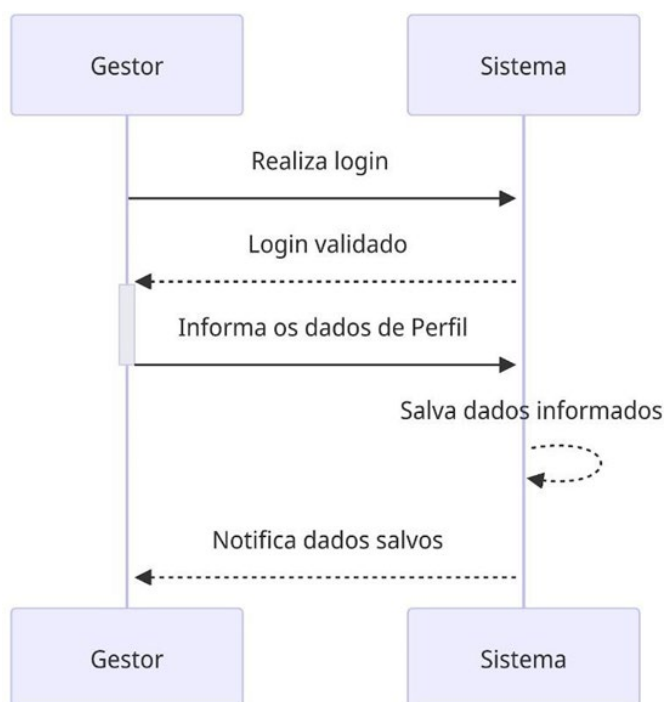 Gestor
Sistema
Realiza login
Login validado
Informa os dados de Perfil
Salva dados informados
Notifica dados salvos
Gestor
Sistema